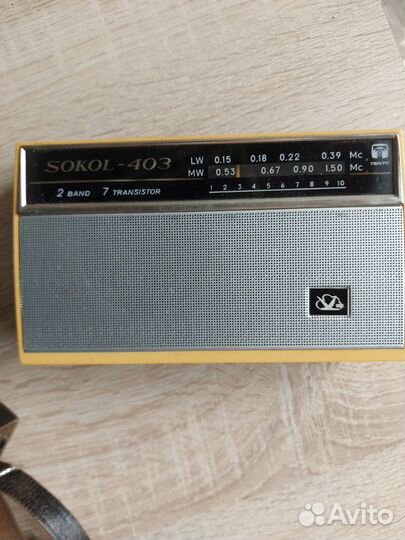 SOKOL-403
LW 0.15 0.18 0.22 0.39 Mc
MW 0.53 0.67 0.90 1.50 Mc
2 BAND 7 TRANSISTOR
1 2 3 4 5 6 7 8 9 10
TEMTC
Avito